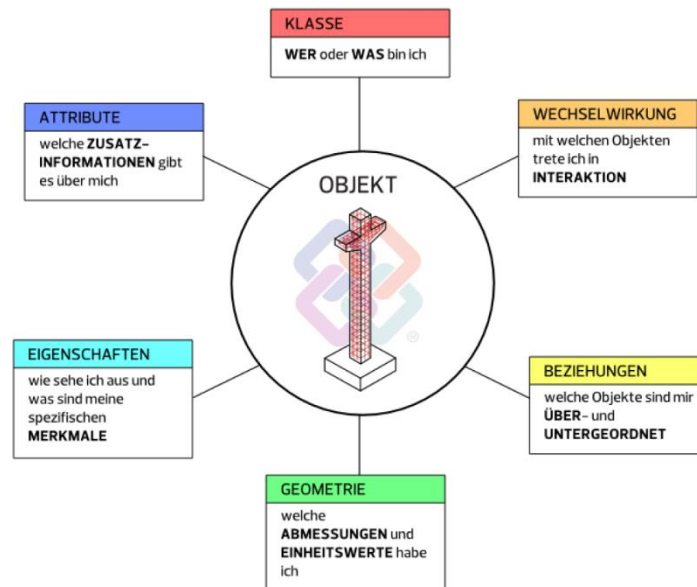 KLASSE
WER oder WAS bin ich
ATTRIBUTE
welche ZUSATZ-
INFORMATIONEN gibt
es über mich
WECHSELWIRKUNG
mit welchen Objekten
trete ich in
INTERAKTION
OBJEKT
®
EIGENSCHAFTEN
wie sehe ich aus und
was sind meine
spezifischen
MERKMALE
BEZIEHUNGEN
welche Objekte sind mir
ÜBER- und
UNTERGEORDNET
GEOMETRIE
welche
ABMESSUNGEN und
EINHEITSWERTE habe
ich